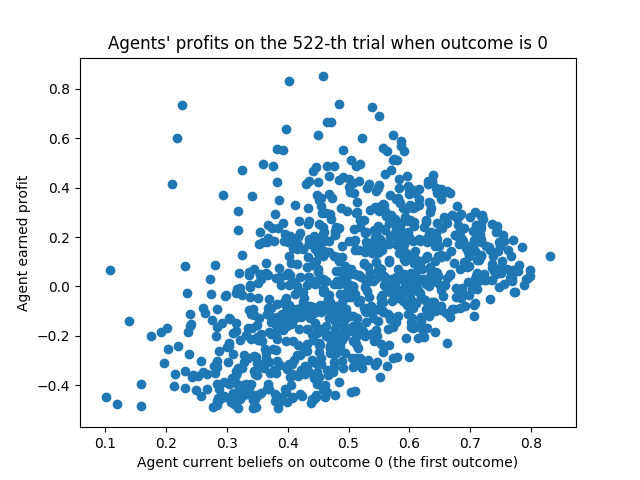 Agents' profits on the 522-th trial when outcome is 0
Agent earned profit
0.8
0.6
0.4
0.2
0.0
−0.2
−0.4
0.1 0.2 0.3 0.4 0.5 0.6 0.7 0.8
Agent current beliefs on outcome 0 (the first outcome)